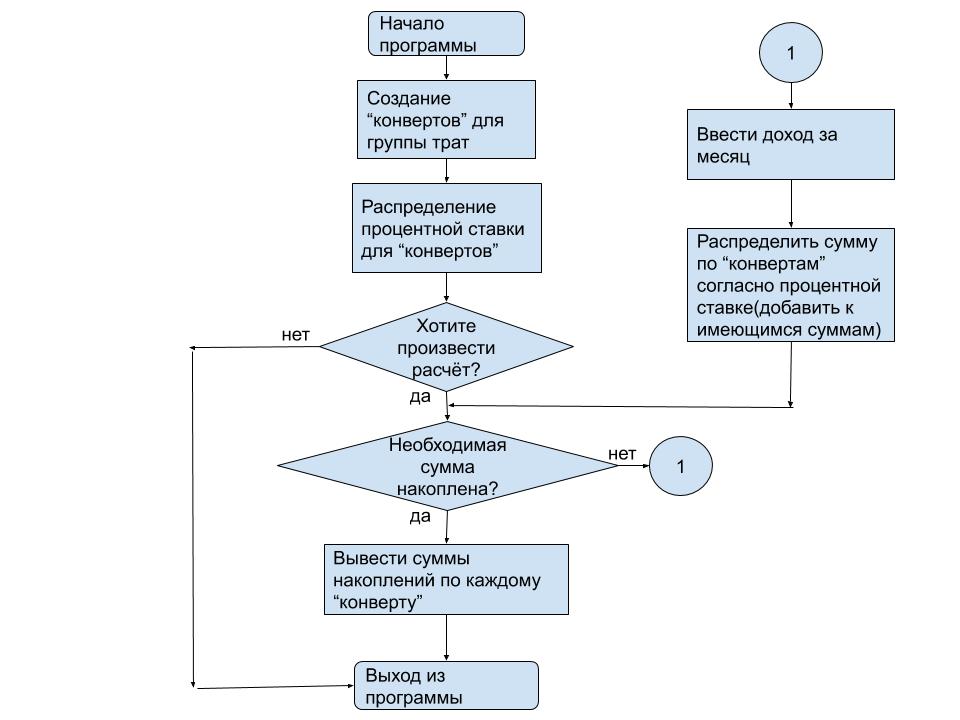 Начало
программы
Создание
“конвертов” для
группы трат
Распределение
процентной ставки
для “конвертов”
Хотите
произвести
расчёт?
нет
да
Необходимая
сумма
накоплена?
нет
1
да
Вывести суммы
накоплений по каждому
“конверту”
Выход из
программы
1
Ввести доход за
месяц
Распределить сумму
по “конвертам”
согласно процентной
ставке(добавить к
имеющимся суммам)